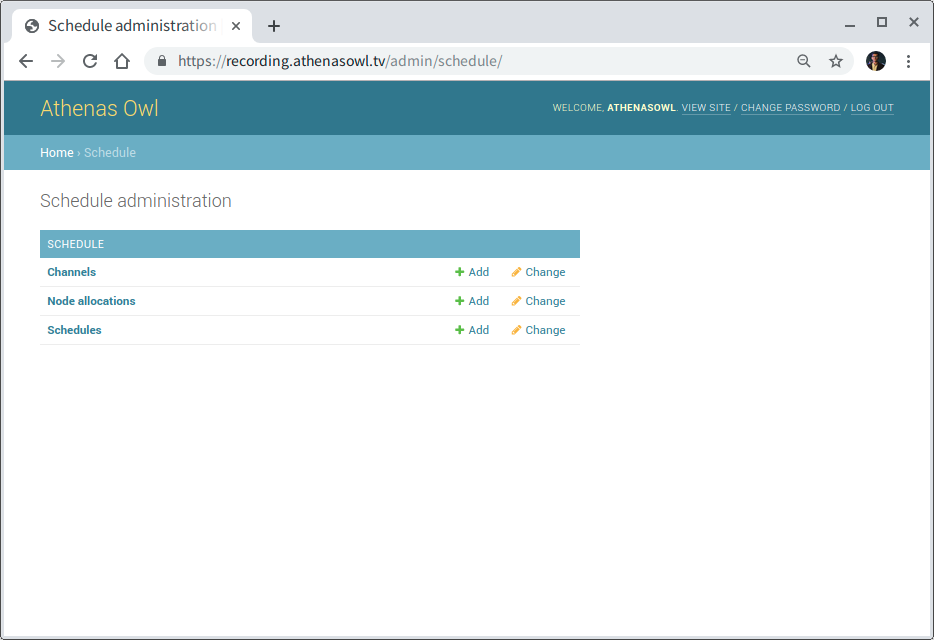 Schedule administration
https://recording.athenasowl.tv/admin/schedule/
Athenas Owl
WELCOME, ATHENASOWL. VIEW SITE / CHANGE PASSWORD / LOG OUT
Home › Schedule
Schedule administration
SCHEDULE
Channels Add Change
Node allocations Add Change
Schedules Add Change